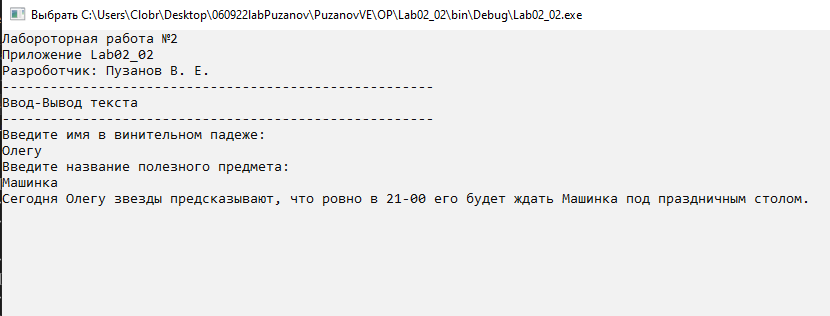 Выбрать C:\Users\Clobr\Desktop\060922labPuzanov\PuzanovVE\OP\Lab02_02\bin\Debug\Lab02_02.exe
Лабороторная работа №2
Приложение Lab02_02
Разроботчик: Пузанов В. Е.
------------------------------------------------------
Ввод-Вывод текста
------------------------------------------------------
Введите имя в винительном падеже:
Олегу
Введите название полезного предмета:
Машинка
Сегодня Олегу звезды предсказывают, что ровно в 21-00 его будет ждать Машинка под праздничным столом.